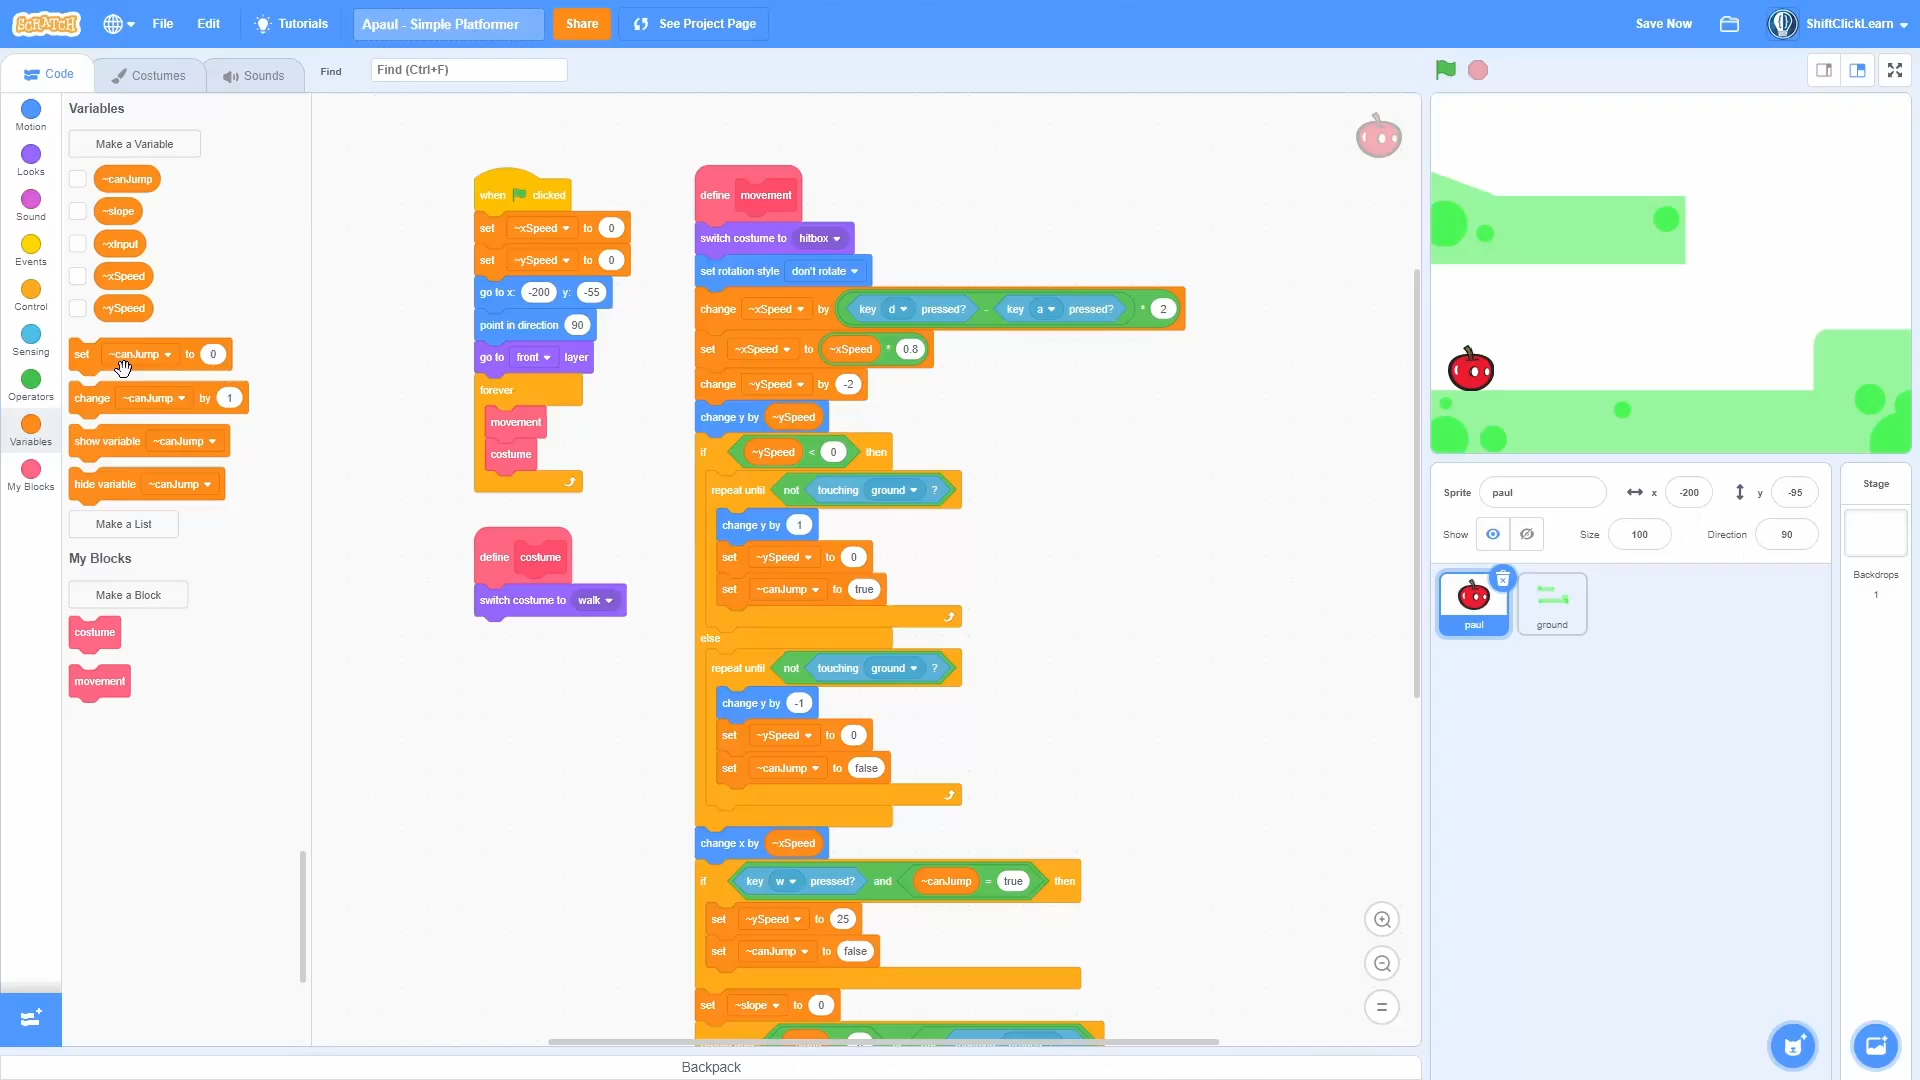 SCRATCH File Edit Tutorials Apaul - Simple Platformer Share See Project Page Save Now ShiftClickLearn
Code Costumes Sounds Find Find (Ctrl+F)
Motion
Looks
Sound
Events
Control
Sensing
Operators
Variables
My Blocks
Variables
Make a Variable
~canJump
~slope
~xInput
~xSpeed
~ySpeed
set ~canJump to 0
change ~canJump by 1
show variable ~canJump
hide variable ~canJump
Make a List
My Blocks
Make a Block
costume
movement
when clicked
set ~xSpeed to 0
set ~ySpeed to 0
go to x: -200 y: -55
point in direction 90
go to front layer
forever
movement
costume
define costume
switch costume to walk
define movement
switch costume to hitbox
set rotation style don't rotate
change ~xSpeed by key d pressed? - key a pressed? * 2
set ~xSpeed to ~xSpeed * 0.8
change ~ySpeed by -2
change y by ~ySpeed
if ~ySpeed < 0 then
repeat until not touching ground ?
change y by 1
set ~ySpeed to 0
set ~canJump to true
else
repeat until not touching ground ?
change y by -1
set ~ySpeed to 0
set ~canJump to false
change x by ~xSpeed
if key w pressed? and ~canJump = true then
set ~ySpeed to 25
set ~canJump to false
set ~slope to 0
Sprite paul x -200 y -95
Show Size 100 Direction 90
paul
ground
Stage
Backdrops
1
Backpack